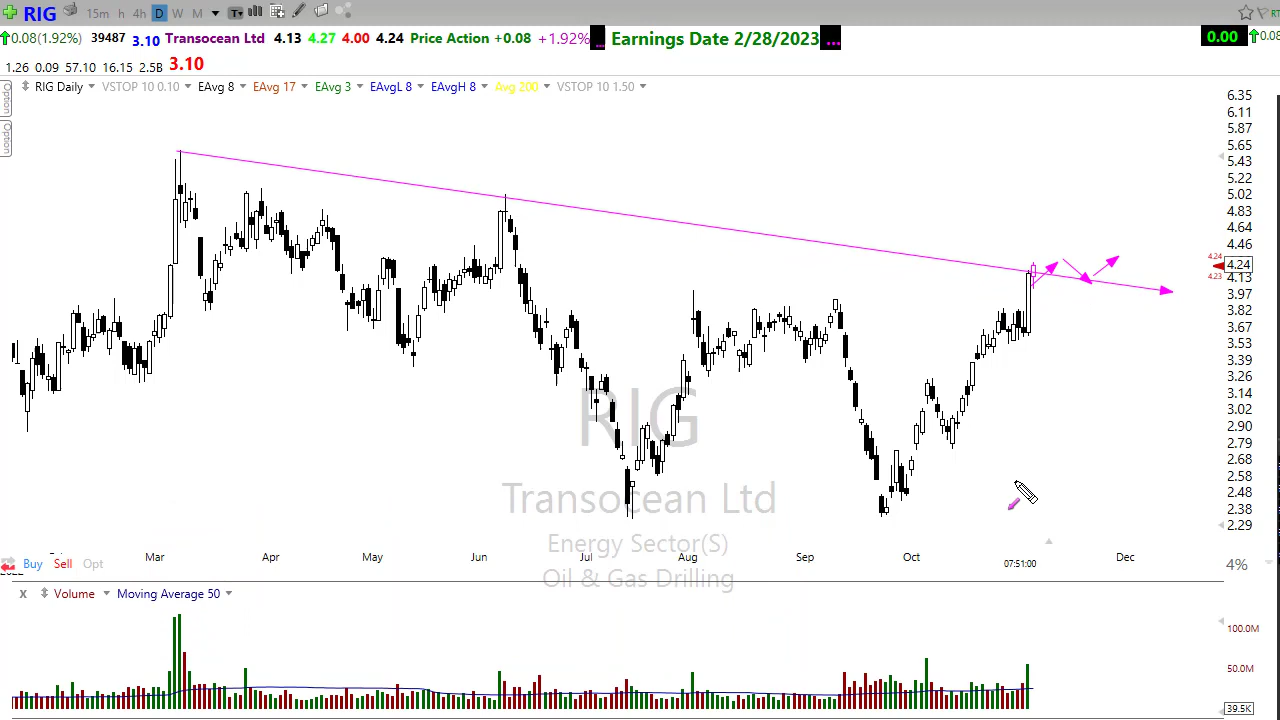 RIG 15m h 4h D W M T
0.08(1.92%) 39487 3.10 Transocean Ltd 4.13 4.27 4.00 4.24 Price Action +0.08 +1.92% ... Earnings Date 2/28/2023 ... 0.00 0.08
1.26 0.09 57.10 16.15 2.5B 3.10
Option
Option
RIG Daily VSTOP 10 0.10 EAvg 8 EAvg 17 EAvg 3 EAvgL 8 EAvgH 8 Avg 200 VSTOP 10 1.50
6.35
6.11
5.87
5.65
5.43
5.22
5.02
4.83
4.64
4.46
4.24 4.24
4.23 4.13
3.97
3.82
3.67
3.53
3.39
3.26
3.14
3.02
2.90
2.79
2.68
2.58
2.48
2.38
2.29
RIG
Transocean Ltd
Energy Sector(S)
Oil & Gas Drilling
Mar Apr May Jun Jul Aug Sep Oct Dec
07:51:00
Buy Sell Opt 4%
X Volume Moving Average 50
100.0M
50.0M
39.5K